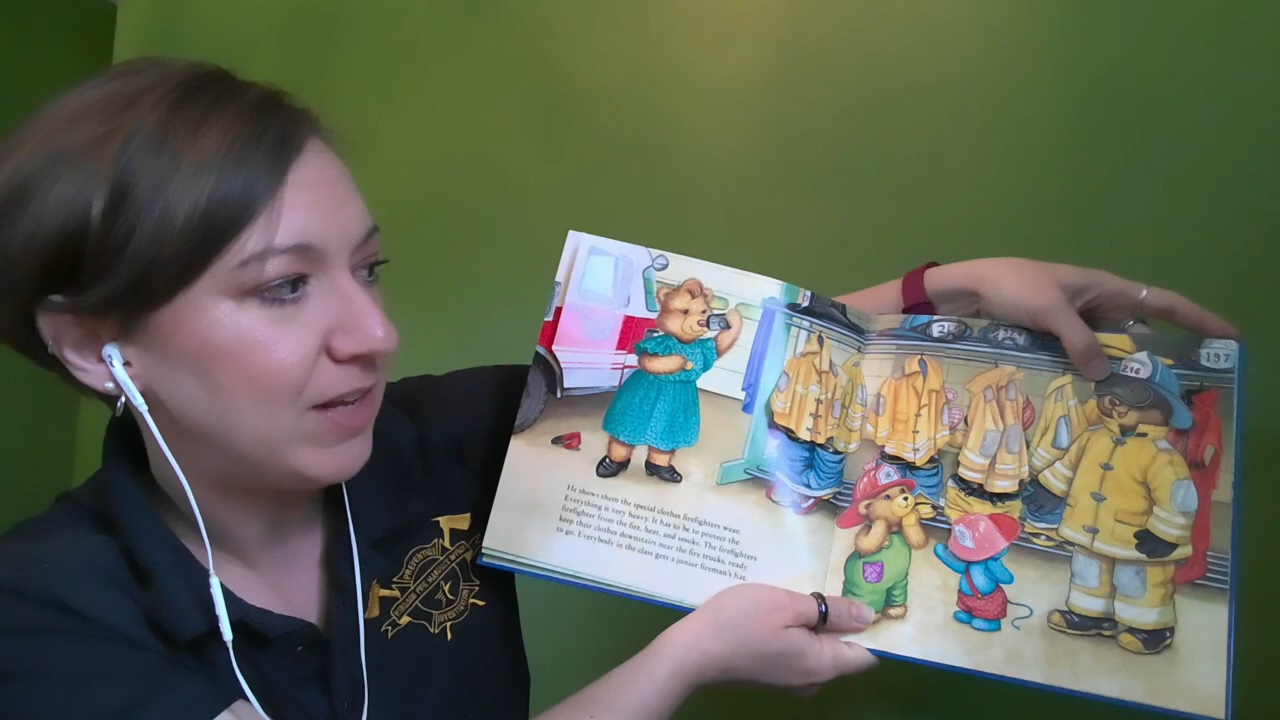 He shows them the special clothes firefighters wear.
Everything is very heavy. It has to be to protect the
firefighter from the fire, heat, and smoke. The firefighters
keep their clothes downstairs near the fire trucks, ready
to go. Everybody in the class gets a junior fireman's hat.
216
197
PREVENTION
INVESTIGATION